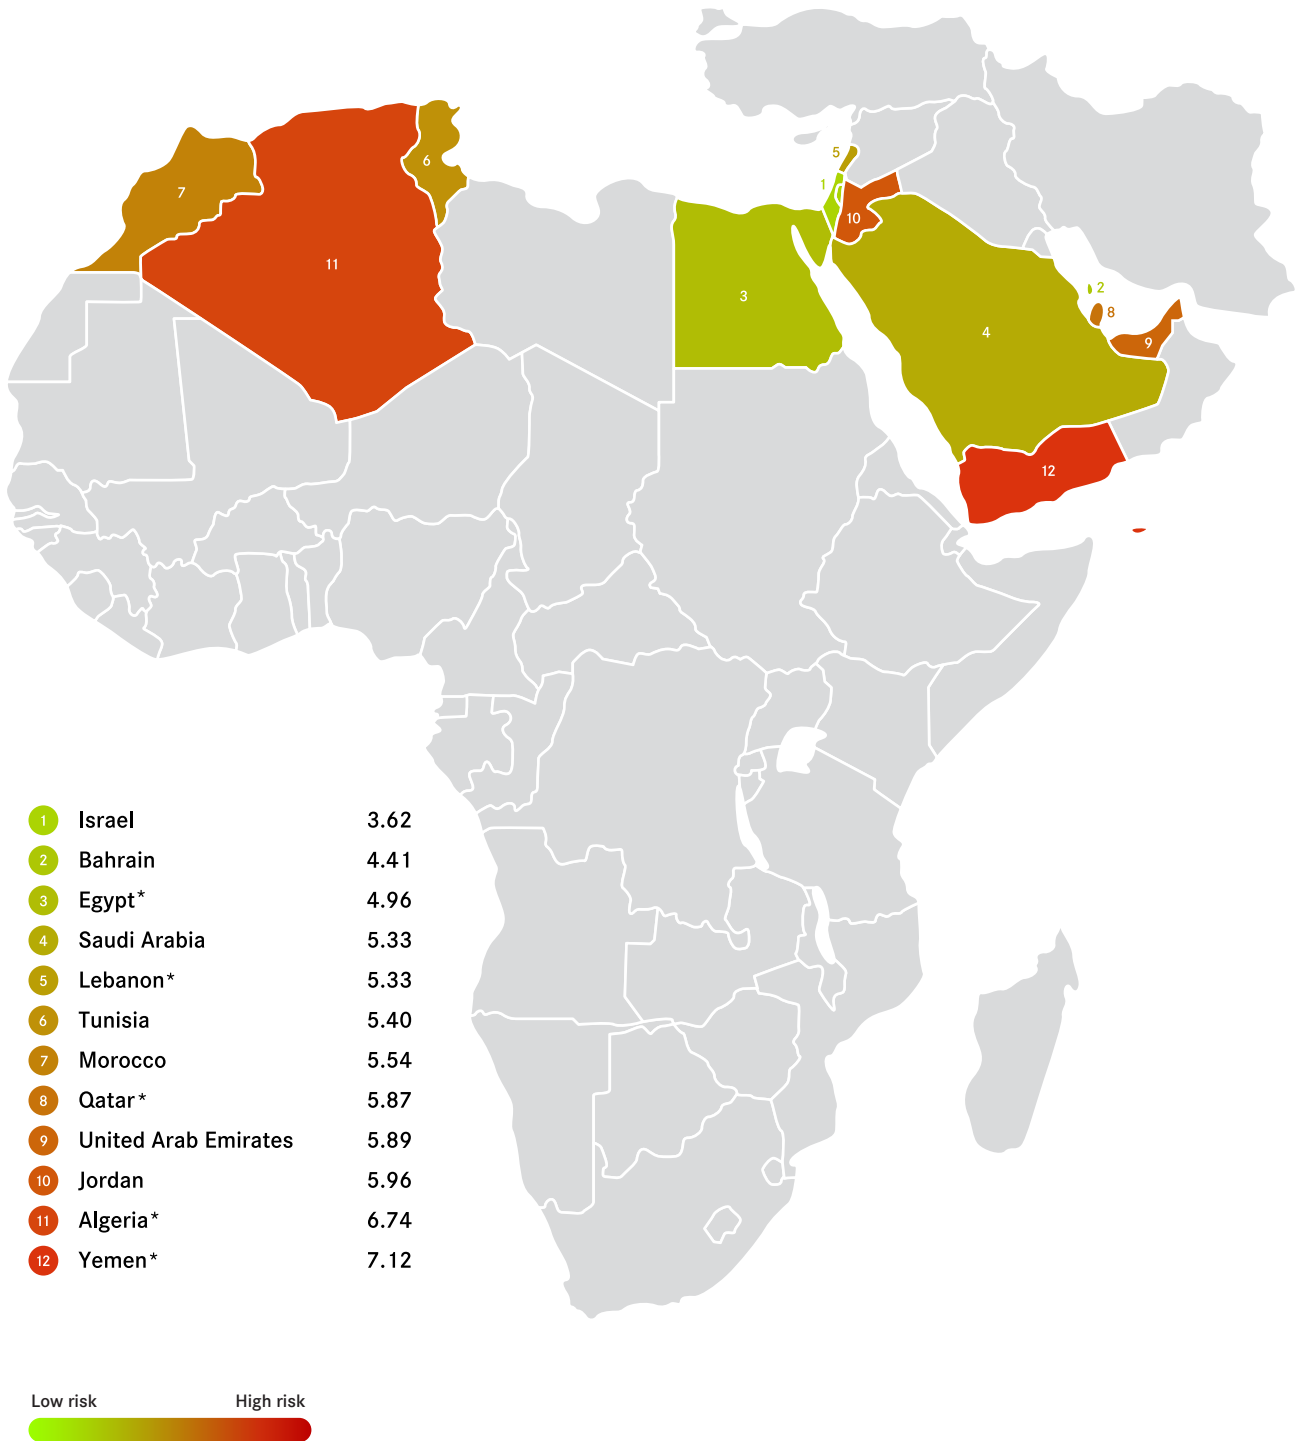 5
6
1
7
10
11
2
3
8
4
9
12
1 Israel 3.62
2 Bahrain 4.41
3 Egypt* 4.96
4 Saudi Arabia 5.33
5 Lebanon* 5.33
6 Tunisia 5.40
7 Morocco 5.54
8 Qatar* 5.87
9 United Arab Emirates 5.89
10 Jordan 5.96
11 Algeria* 6.74
12 Yemen* 7.12
Low risk High risk